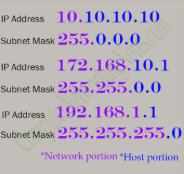 IP Address 10.10.10.10
Subnet Mask 255.0.0.0
IP Address 172.168.10.1
Subnet Mask 255.255.0.0
IP Address 192.168.1.1
Subnet Mask 255.255.255.0
*Network portion *Host portion